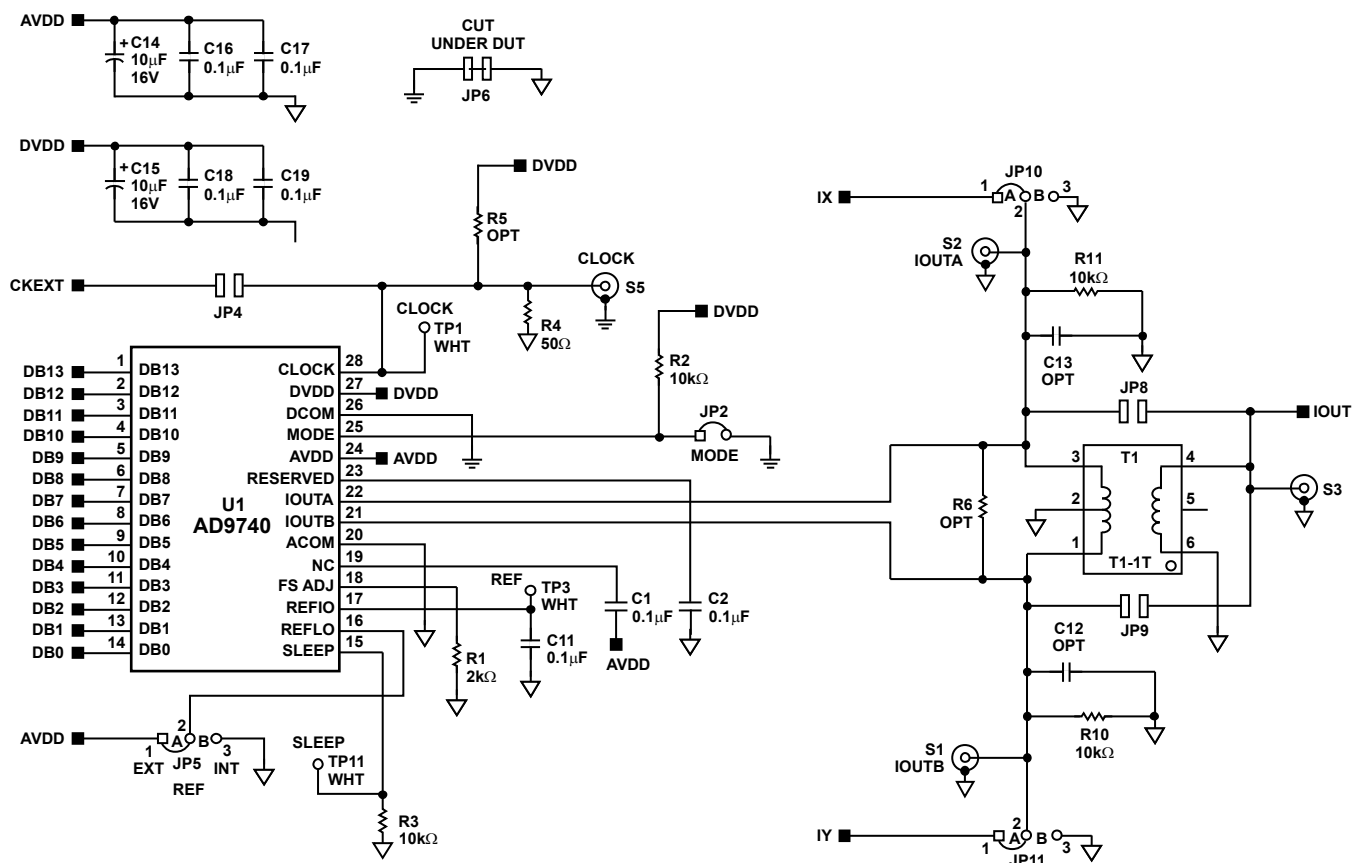 AVDD
+ C14
10µF
16V
C16
0.1µF
C17
0.1µF
CUT
UNDER DUT
JP6
DVDD
+ C15
10µF
16V
C18
0.1µF
C19
0.1µF
DVDD
R5
OPT
CKEXT
JP4
CLOCK
S5
CLOCK
TP1
WHT
R4
50Ω
DVDD
R2
10kΩ
JP2
MODE
DB13
DB12
DB11
DB10
DB9
DB8
DB7
DB6
DB5
DB4
DB3
DB2
DB1
DB0
1
2
3
4
5
6
7
8
9
10
11
12
13
14
DB13
DB12
DB11
DB10
DB9
DB8
DB7
DB6
DB5
DB4
DB3
DB2
DB1
DB0
U1
AD9740
CLOCK 28
DVDD 27
DCOM 26
MODE 25
AVDD 24
RESERVED 23
IOUTA 22
IOUTB 21
ACOM 20
NC 19
FS ADJ 18
REFIO 17
REFLO 16
SLEEP 15
DVDD
AVDD
REF
TP3
WHT
C11
0.1µF
R1
2kΩ
C1
0.1µF
AVDD
C2
0.1µF
AVDD
1
2
A B
3
EXT
JP5
INT
REF
SLEEP
TP11
WHT
R3
10kΩ
IX
JP10
1
A B
3
2
S2
IOUTA
R11
10kΩ
C13
OPT
JP8
IOUT
R6
OPT
T1
3
2
1
4
5
6
T1-1T
S3
JP9
C12
OPT
R10
10kΩ
S1
IOUTB
IY
2
A B
1
3
JP11